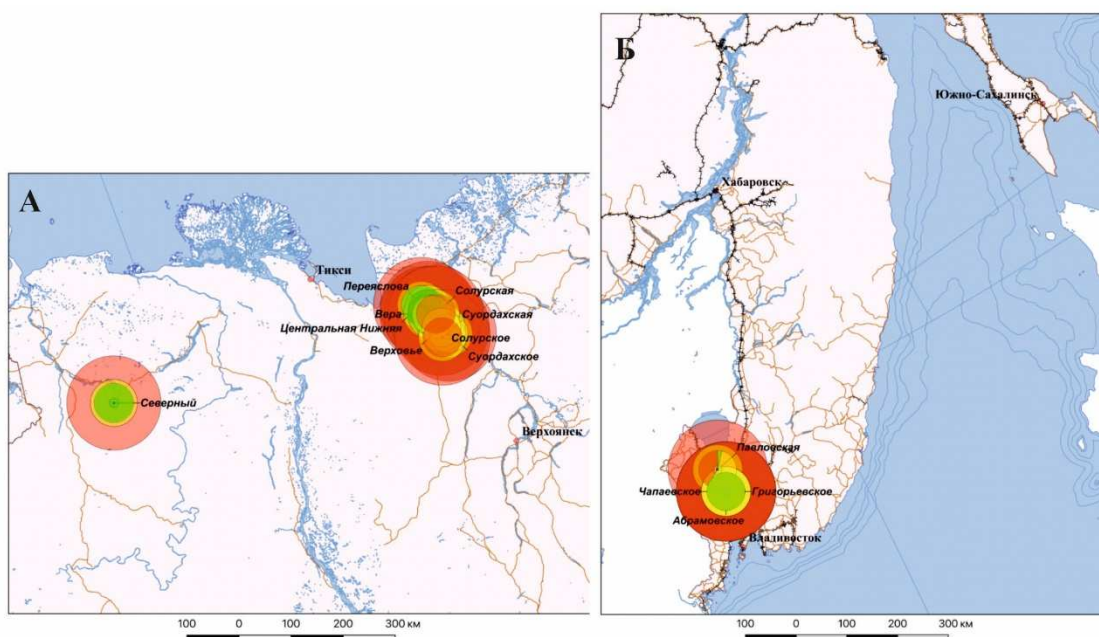 А
Тикси
Переяслова
Солурская
Вера
Суордахская
Центральная Нижняя
Солурское
Верховье
Суордахское
Северный
Верхоянск
100 0 100 200 300 км
Б
Южно-Сахалинск
Хабаровск
Павловская
Чапаевское
Григорьевское
Абрамовское
Владивосток
100 0 100 200 300 км